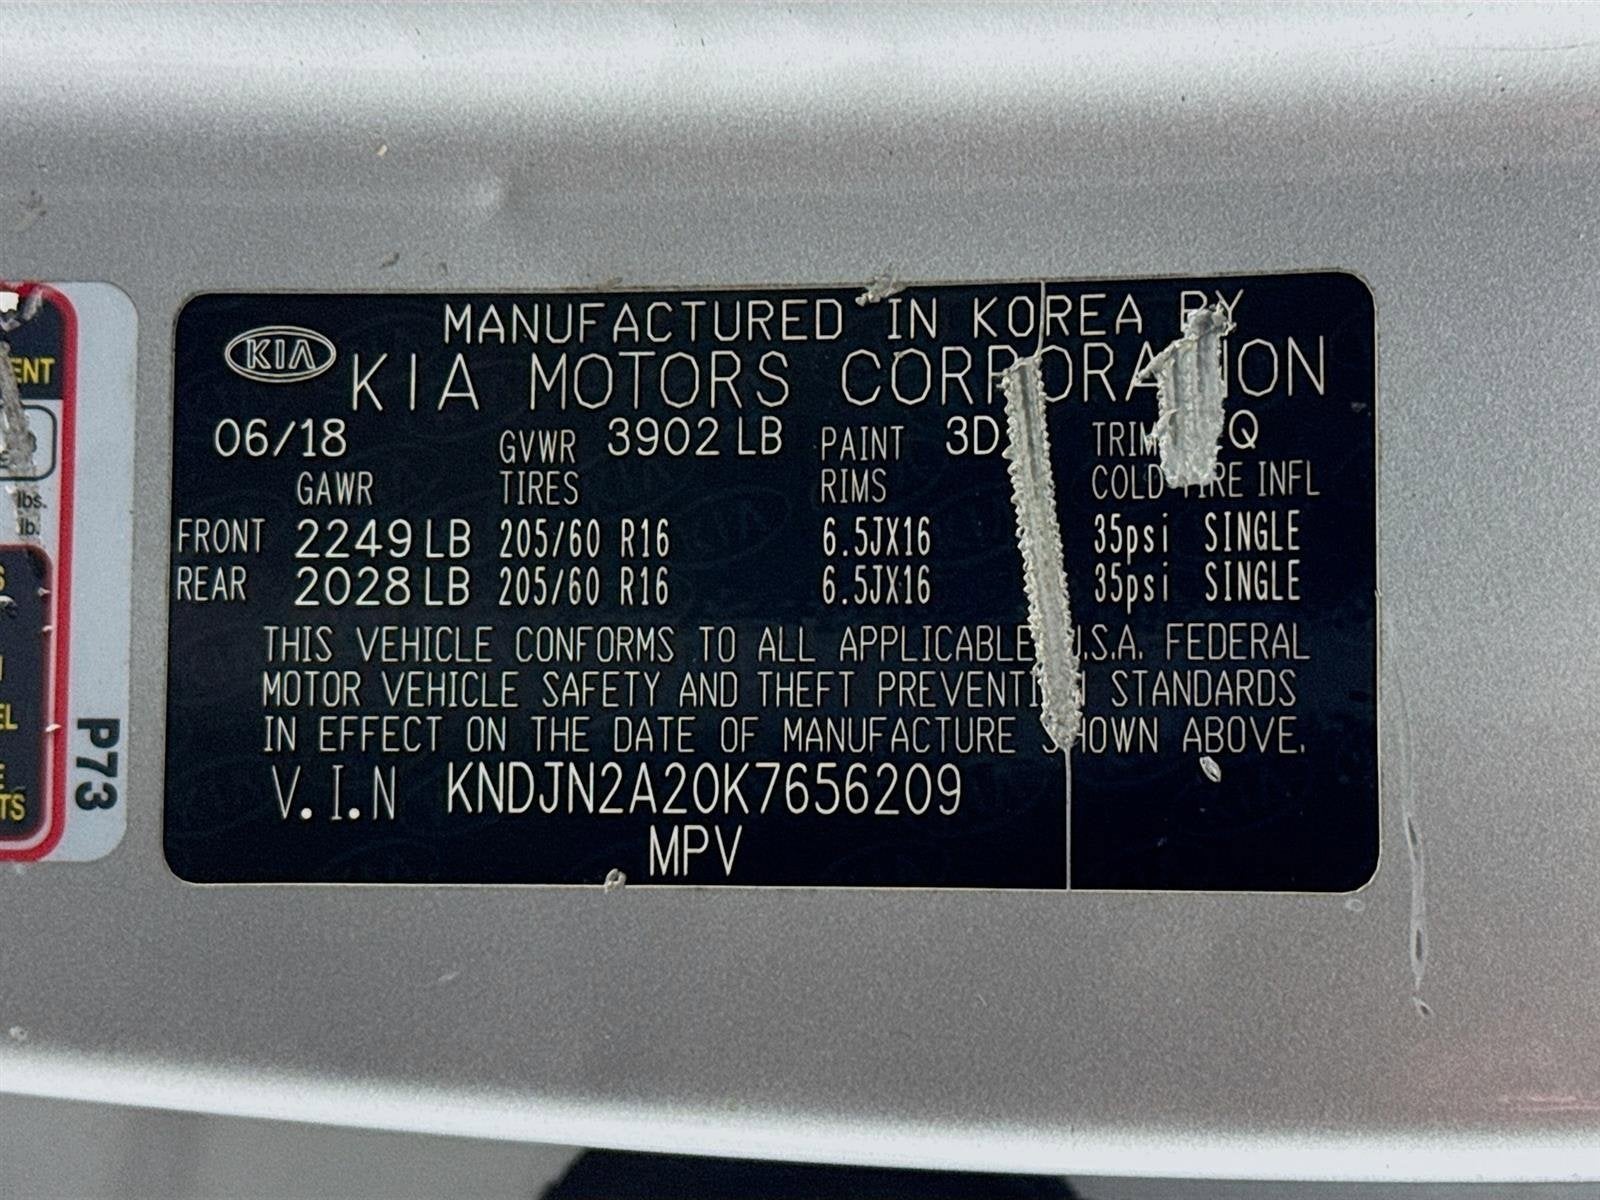 MANUFACTURED IN KOREA BY
KIA
KIA MOTORS CORPORATION
06/18 GVWR 3902 LB PAINT TRIM
GAWR TIRES RIMS COLD TIRE INFL
FRONT 2249 LB 205/60 R16 6.5JX16 35psi SINGLE
REAR 2028 LB 205/60 R16 6.5JX16 35psi SINGLE
THIS VEHICLE CONFORMS TO ALL APPLICABLE U.S.A. FEDERAL
MOTOR VEHICLE SAFETY AND THEFT PREVENTION STANDARDS
IN EFFECT ON THE DATE OF MANUFACTURE SHOWN ABOVE.
V.I.N KNDJN2A20K7656209
MPV
P73
lbs.
lb.